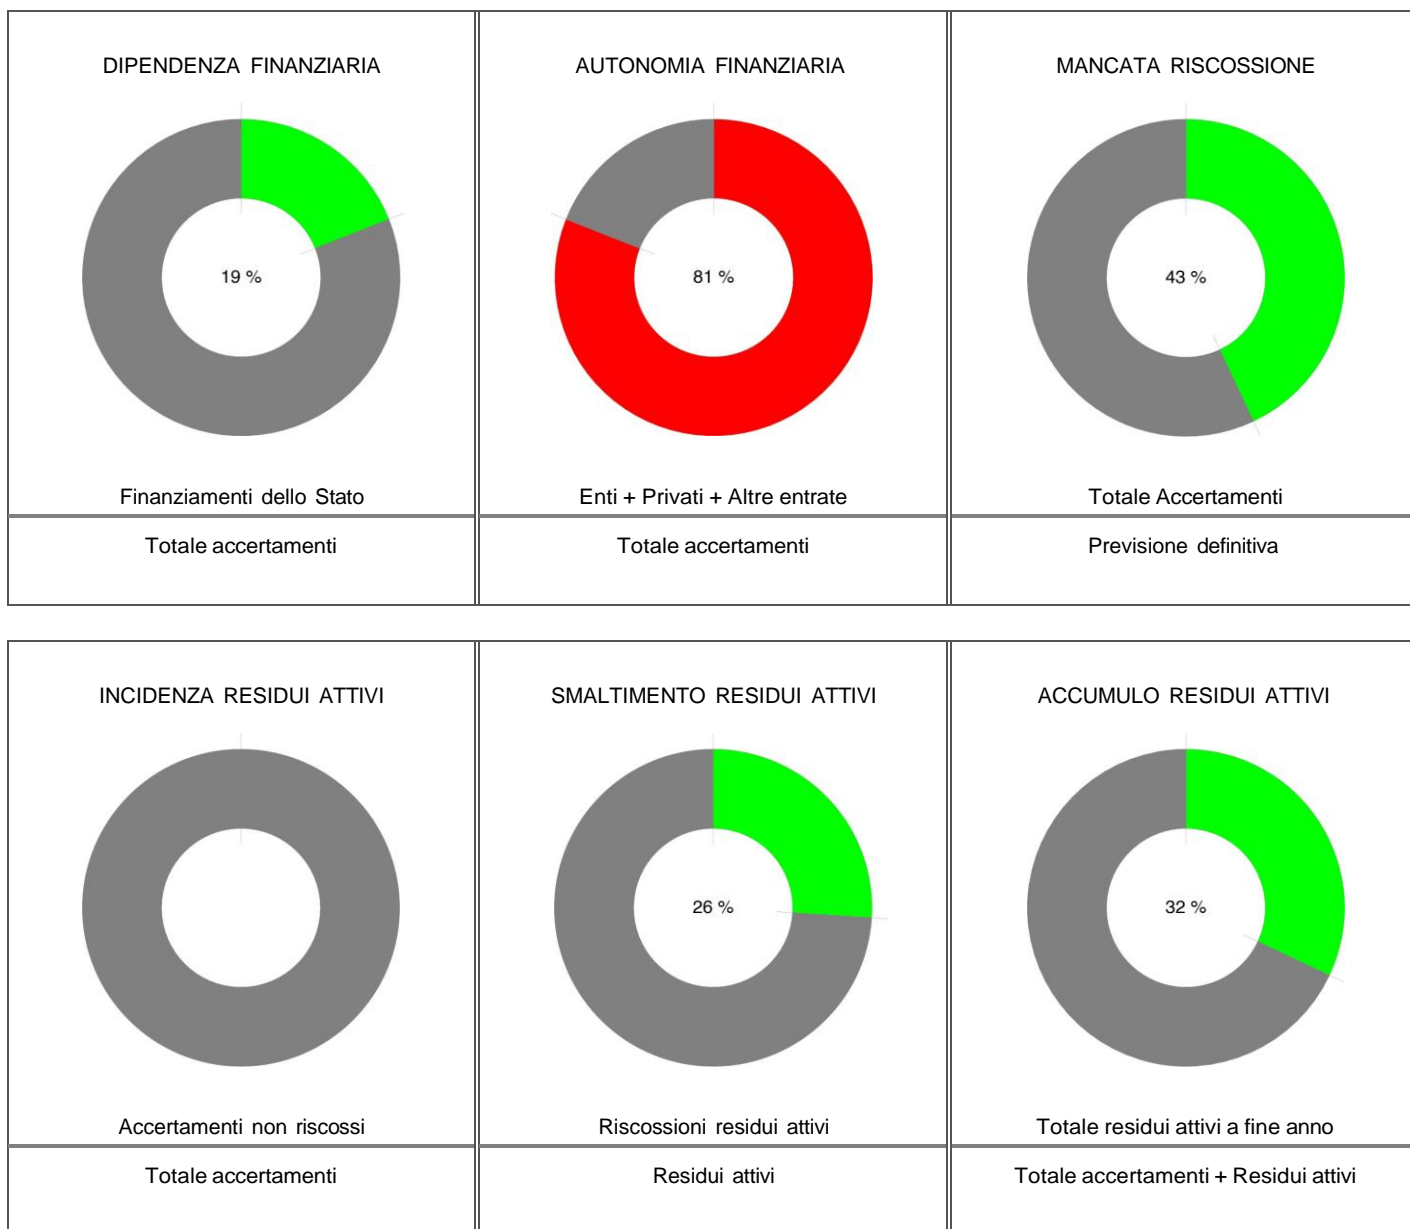 DIPENDENZA FINANZIARIA
19 %
Finanziamenti dello Stato
Totale accertamenti
AUTONOMIA FINANZIARIA
81 %
Enti + Privati + Altre entrate
Totale accertamenti
MANCATA RISCOSSIONE
43 %
Totale Accertamenti
Previsione definitiva
INCIDENZA RESIDUI ATTIVI
Accertamenti non riscossi
Totale accertamenti
SMALTIMENTO RESIDUI ATTIVI
26 %
Riscossioni residui attivi
Residui attivi
ACCUMULO RESIDUI ATTIVI
32 %
Totale residui attivi a fine anno
Totale accertamenti + Residui attivi